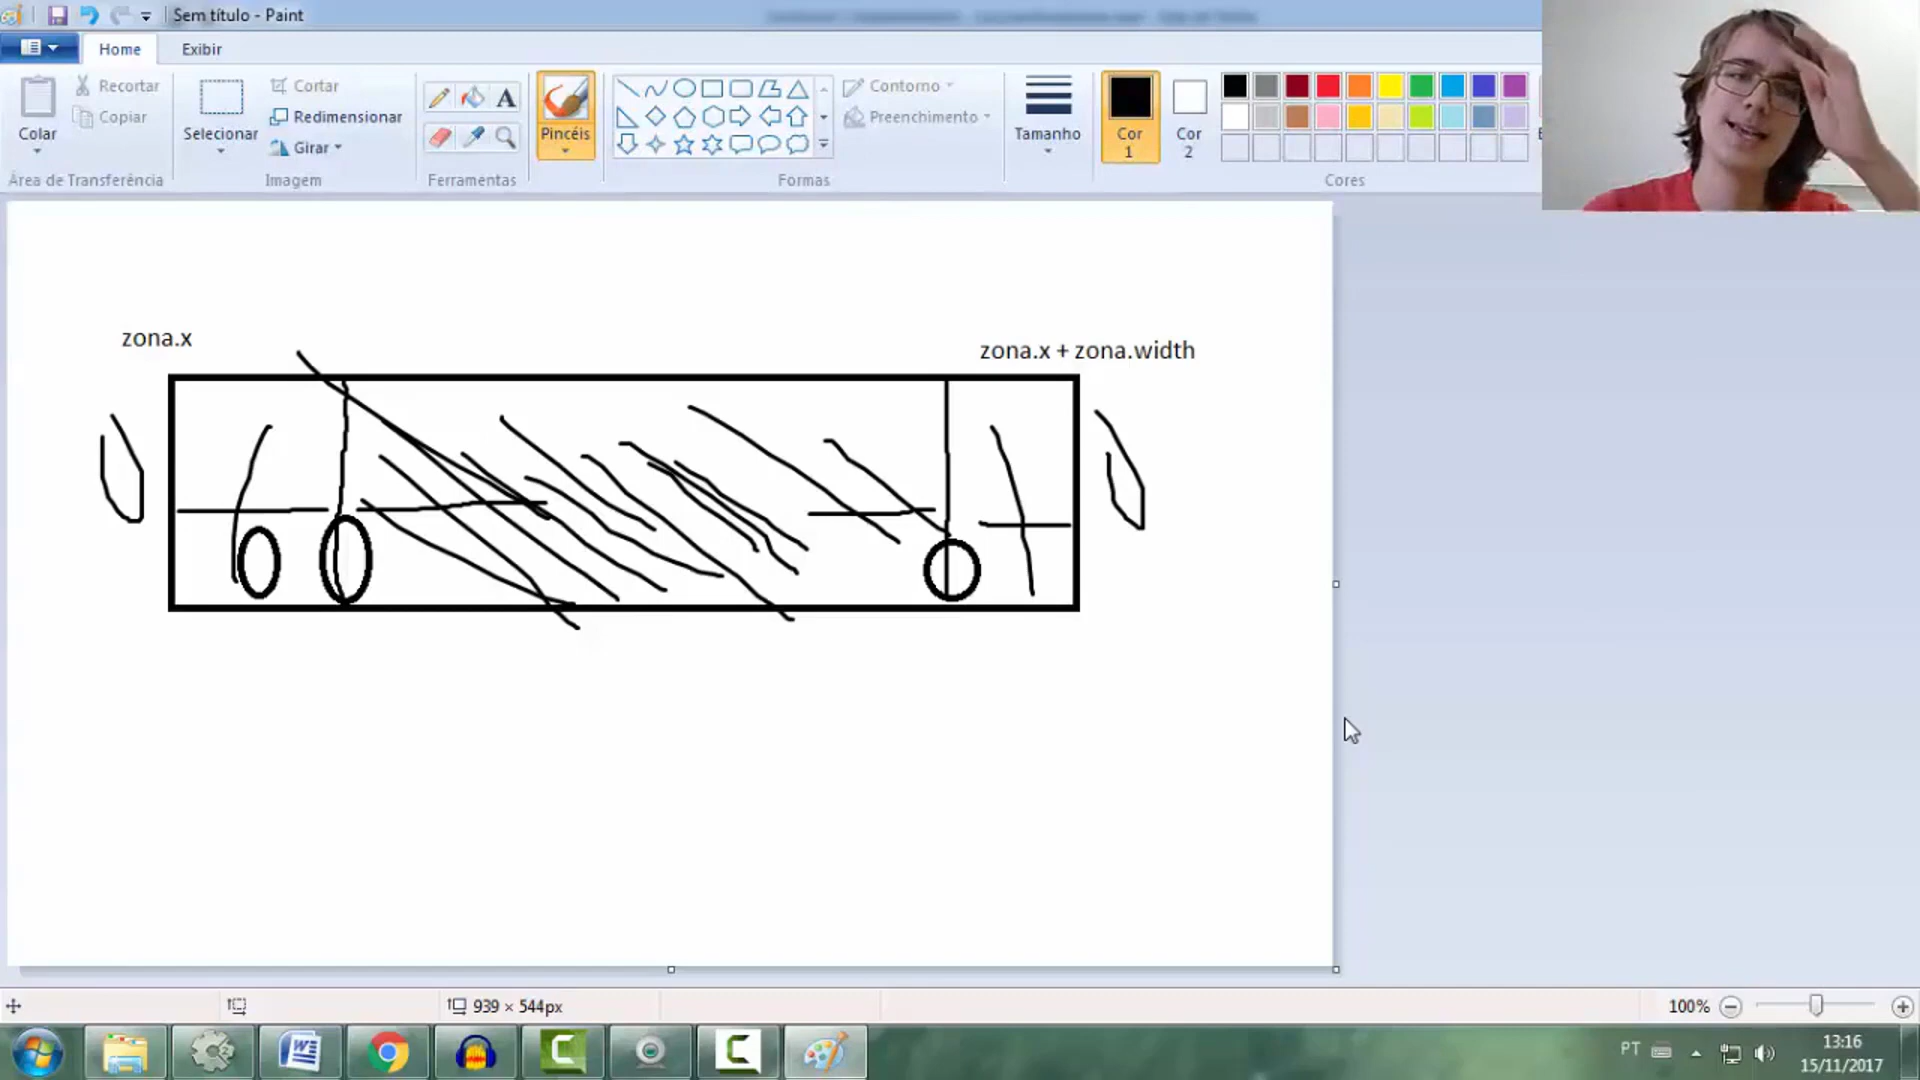 Sem título - Paint
Home Exibir
Colar
Recortar
Copiar
Área de Transferência
Selecionar
Cortar
Redimensionar
Girar
Imagem
A
Ferramentas
Pincéis
Formas
Contorno
Preenchimento
Tamanho
Cor
1
Cor
2
Cores
zona.x
zona.x + zona.width
939 × 544px
100%
PT
13:16
15/11/2017